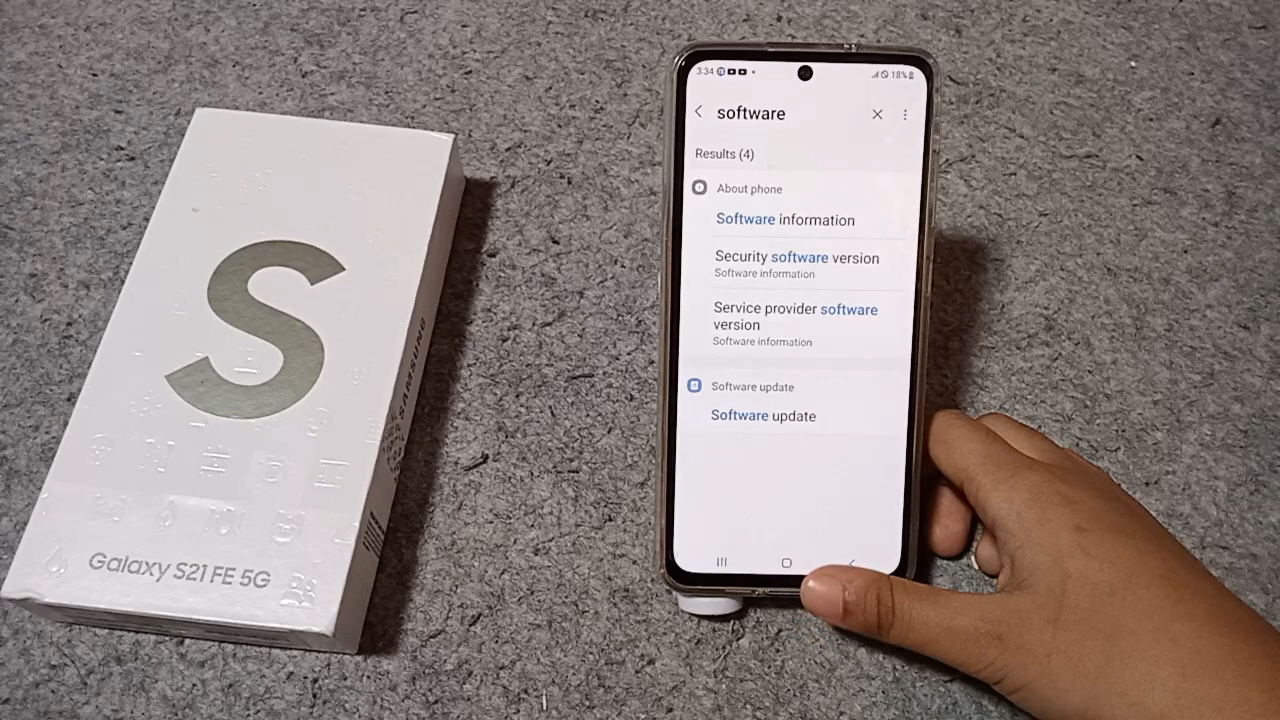 S
Galaxy S21 FE 5G
SAMSUNG
3:34
18%
software
Results (4)
About phone
Software information
Security software version
Software information
Service provider software
version
Software information
Software update
Software update